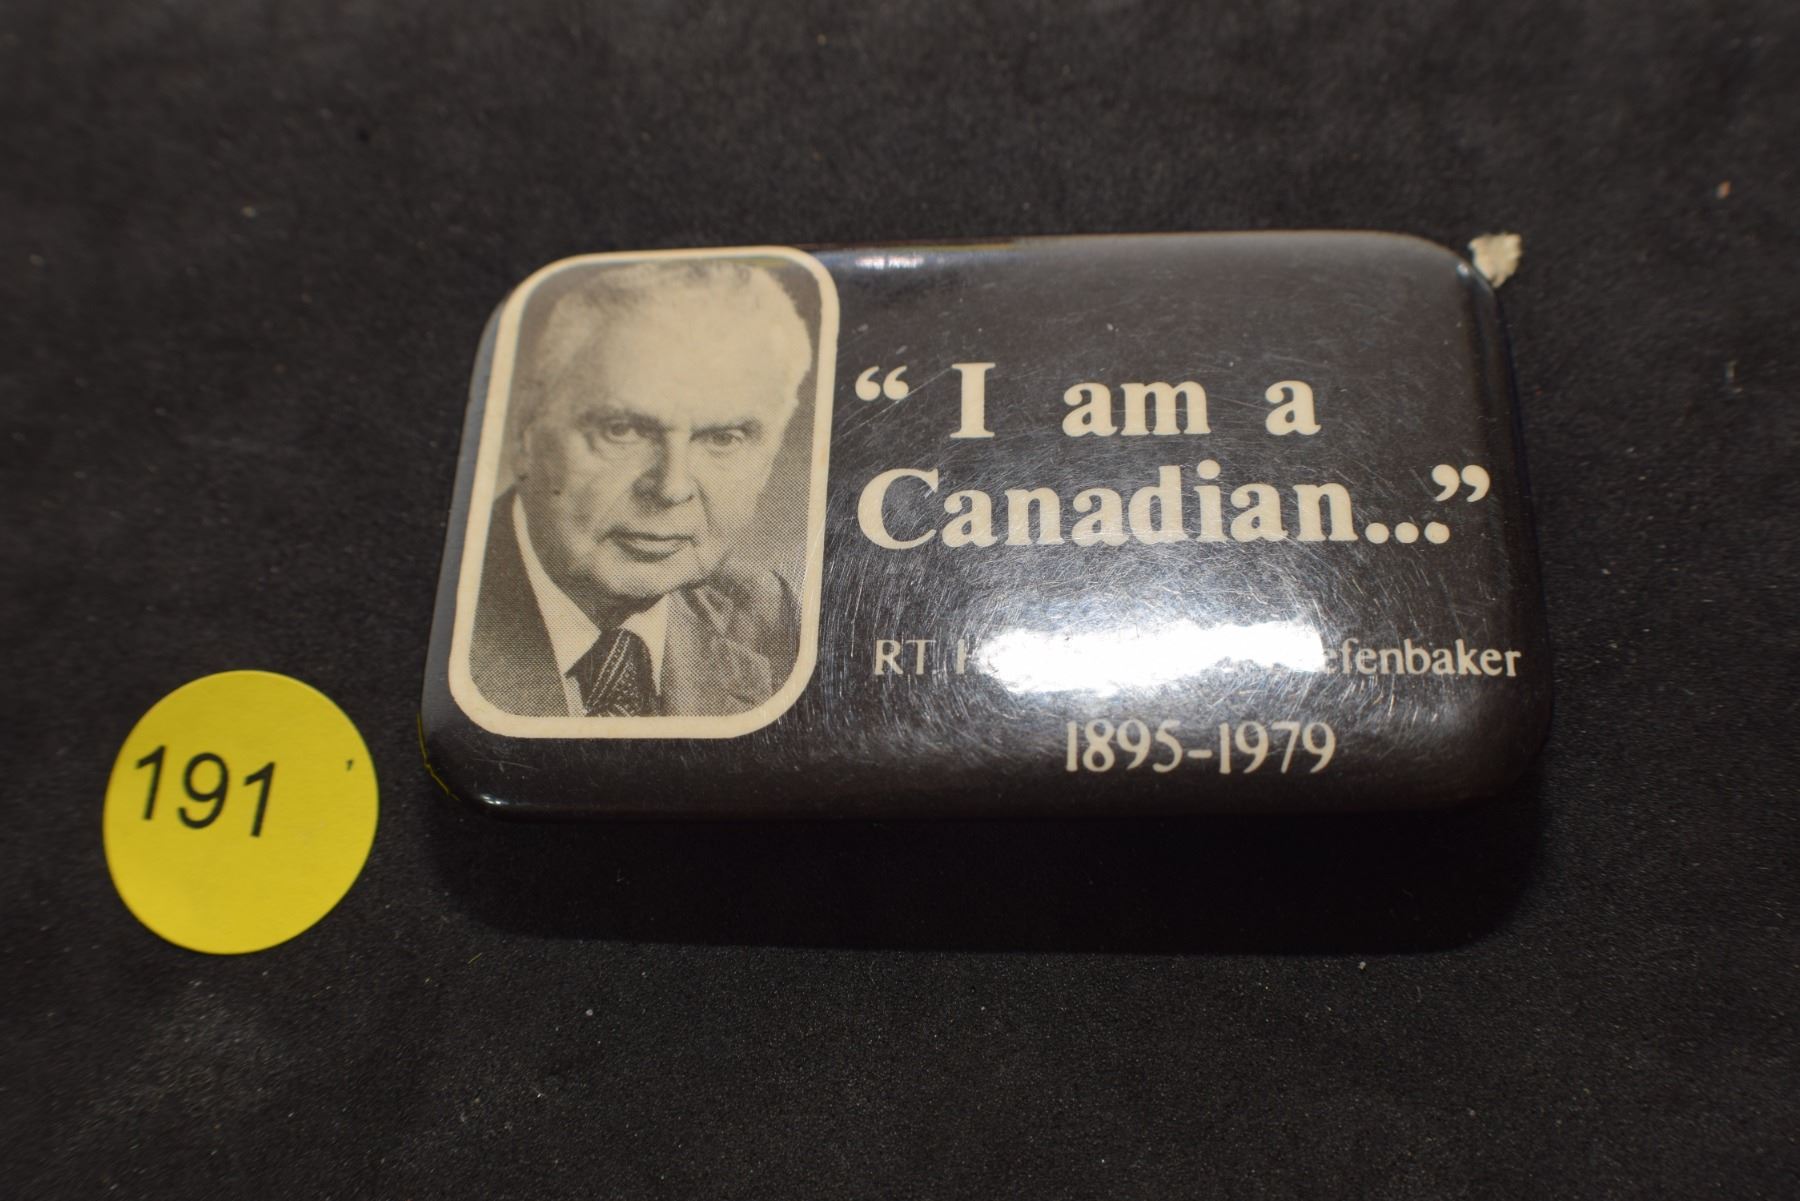 “ I am a
Canadian...”
RT. efenbaker
1895-1979
191